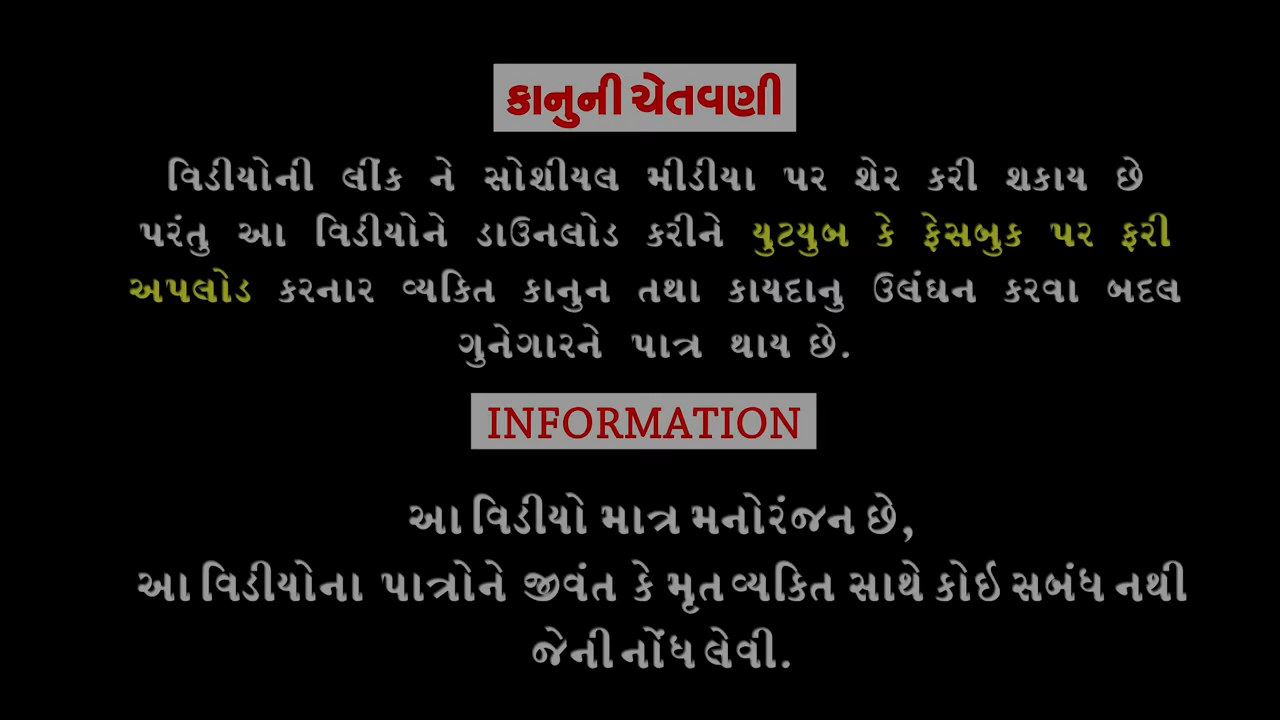 કાનુની ચેતવણી
વિડીયોની લીંક ને સોશીયલ મીડીયા પર શેર કરી શકાય છે
પરંતુ આ વિડીયોને ડાઉનલોડ કરીને યુટયુબ કે ફેસબુક પર ફરી
અપલોડ કરનાર વ્યકિત કાનુન તથા કાયદાનુ ઉલંઘન કરવા બદલ
ગુનેગારને પાત્ર થાય છે.
INFORMATION
આ વિડીયો માત્ર મનોરંજન છે,
આ વિડીયોના પાત્રોને જીવંત કે મૃત વ્યકિત સાથે કોઇ સબંધ નથી
જેની નોંધ લેવી.